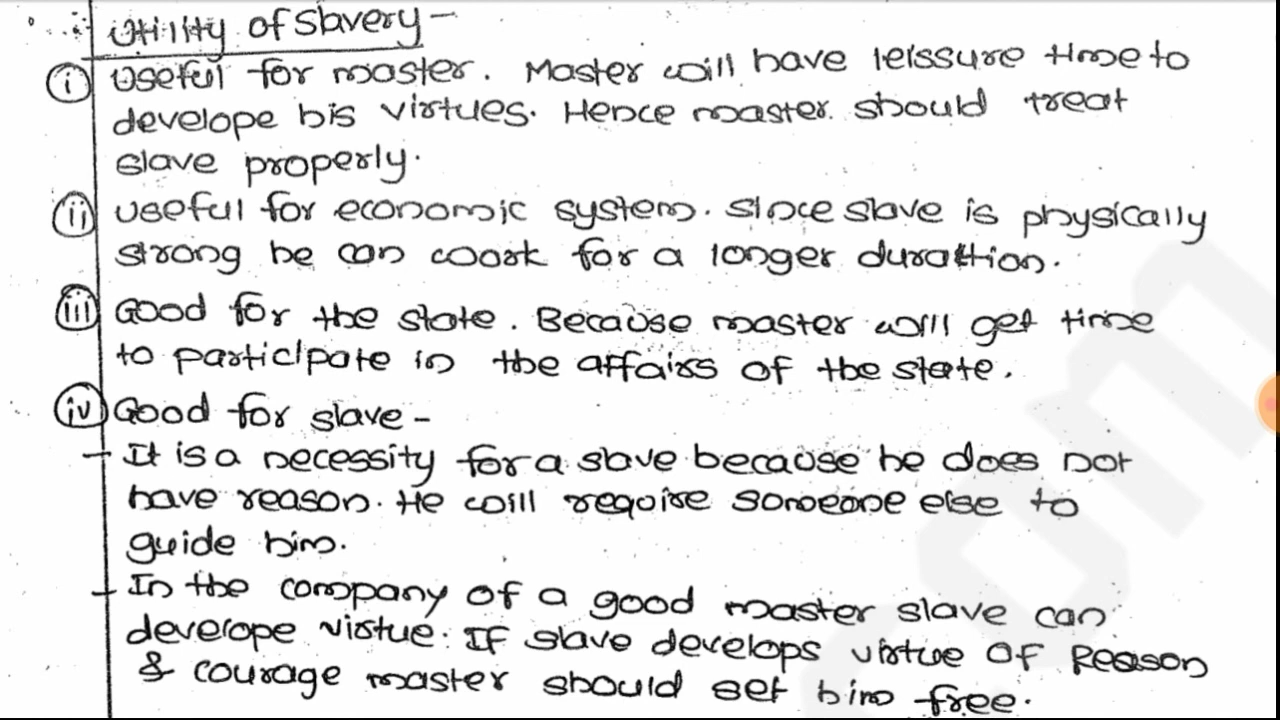 Utility of Slavery -
(i) Useful for master. Master will have leissure time to
develope his virtues. Hence master should treat
slave properly.
(ii) Useful for economic system. Since slave is physically
strong he can work for a longer durattion.
(iii) Good for the state. Because master will get time
to participate in the affairs of the state.
(iv) Good for slave -
- It is a necessity for a slave because he does not
have reason. He will require someone else to
guide him.
- In the company of a good master slave can
develope virtue. If slave develops virtue of Reason
& courage master should set him free.
com